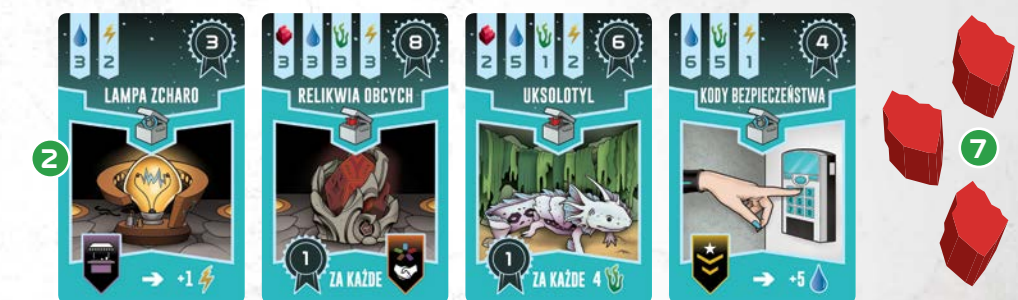 3 2 3
LAMPA ZCHARO
+1
3 3 3 3 8
RELIKWIA OBCYCH
1 ZA KAŻDE
2 5 1 2 6
UKSOLOTYL
1 ZA KAŻDE 4
6 5 1 4
KODY BEZPIECZEŃSTWA
+5
2
7